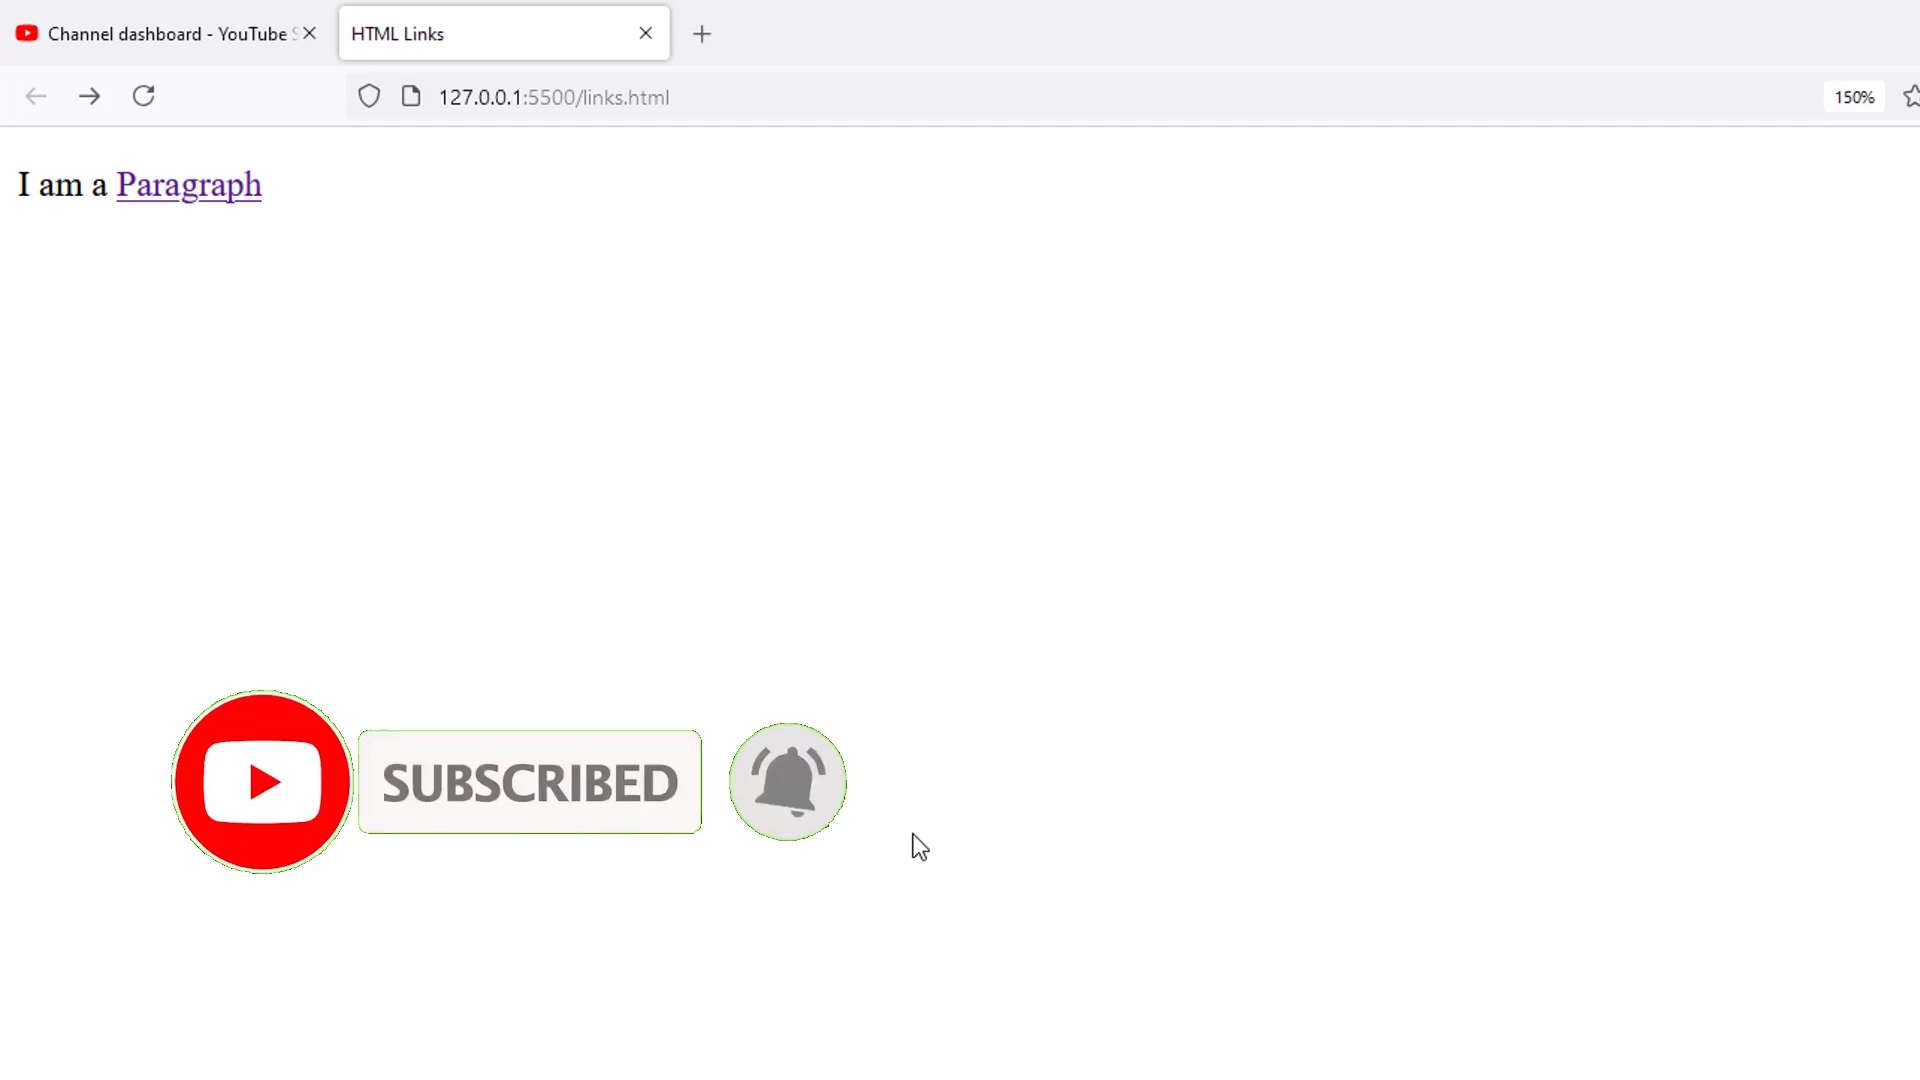 Channel dashboard - YouTube S
HTML Links
127.0.0.1:5500/links.html
150%
I am a Paragraph
SUBSCRIBED